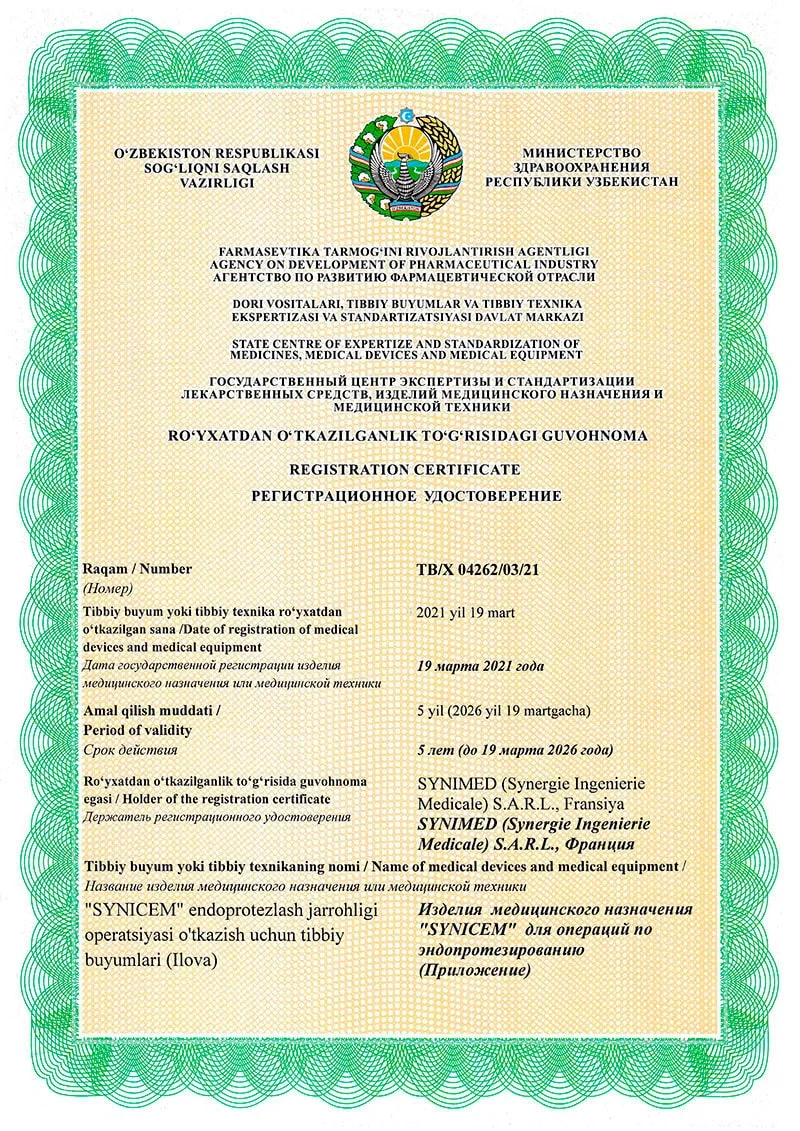 O‘ZBEKISTON RESPUBLIKASI
SOG‘LIQNI SAQLASH
VAZIRLIGI
МИНИСТЕРСТВО
ЗДРАВООХРАНЕНИЯ
РЕСПУБЛИКИ УЗБЕКИСТАН
FARMASEVTIKA TARMOG‘INI RIVOJLANTIRISH AGENTLIGI
AGENCY ON DEVELOPMENT OF PHARMACEUTICAL INDUSTRY
АГЕНТСТВО ПО РАЗВИТИЮ ФАРМАЦЕВТИЧЕСКОЙ ОТРАСЛИ
DORI VOSITALARI, TIBBIY BUYUMLAR VA TIBBIY TEXNIKA
EKSPERTIZASI VA STANDARTIZATSIYASI DAVLAT MARKAZI
STATE CENTRE OF EXPERTIZE AND STANDARDIZATION OF
MEDICINES, MEDICAL DEVICES AND MEDICAL EQUIPMENT
ГОСУДАРСТВЕННЫЙ ЦЕНТР ЭКСПЕРТИЗЫ И СТАНДАРТИЗАЦИИ
ЛЕКАРСТВЕННЫХ СРЕДСТВ, ИЗДЕЛИЙ МЕДИЦИНСКОГО НАЗНАЧЕНИЯ И
МЕДИЦИНСКОЙ ТЕХНИКИ
RO‘YXATDAN O‘TKAZILGANLIK TO‘G‘RISIDAGI GUVOHNOMA
REGISTRATION CERTIFICATE
РЕГИСТРАЦИОННОЕ УДОСТОВЕРЕНИЕ
Raqam / Number
(Номер)
TB/X 04262/03/21
Tibbiy buyum yoki tibbiy texnika ro‘yxatdan
o‘tkazilgan sana /Date of registration of medical
devices and medical equipment
Дата государственной регистрации изделия
медицинского назначения или медицинской техники
2021 yil 19 mart
19 марта 2021 года
Amal qilish muddati /
Period of validity
Срок действия
5 yil (2026 yil 19 martgacha)
5 лет (до 19 марта 2026 года)
Ro‘yxatdan o‘tkazilganlik to‘g‘risida guvohnoma
egasi / Holder of the registration certificate
Держатель регистрационного удостоверения
SYNIMED (Synergie Ingenierie
Medicale) S.A.R.L., Fransiya
SYNIMED (Synergie Ingenierie
Medicale) S.A.R.L., Франция
Tibbiy buyum yoki tibbiy texnikaning nomi / Name of medical devices and medical equipment /
Название изделия медицинского назначения или медицинской техники
"SYNICEM" endoprotezlash jarrohligi
operatsiyasi o'tkazish uchun tibbiy
buyumlari (Ilova)
Изделия медицинского назначения
"SYNICEM" для операций по
эндопротезированию
(Приложение)